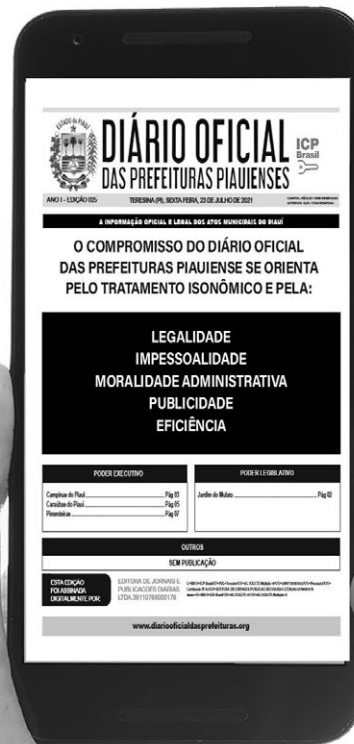 ESTADO do PIAUÍ
DIÁRIO OFICIAL
DAS PREFEITURAS PIAUIENSES
ICP
Brasil
ANO I - EDIÇÃO 025
TERESINA (PI), SEXTA-FEIRA, 23 DE JULHO DE 2021
A INFORMAÇÃO OFICIAL E LEGAL DOS ATOS MUNICIPAIS DO PIAUÍ
O COMPROMISSO DO DIÁRIO OFICIAL
DAS PREFEITURAS PIAUIENSE SE ORIENTA
PELO TRATAMENTO ISONÔMICO E PELA:
LEGALIDADE
IMPESSOALIDADE
MORALIDADE ADMINISTRATIVA
PUBLICIDADE
EFICIÊNCIA
PODER EXECUTIVO
Campinas do Piauí Pág 03
Caraúbas do Piauí Pág 05
Pimenteiras Pág 07
PODER LEGISLATIVO
Jardim do Mulato Pág 02
OUTROS
SEM PUBLICAÇÃO
ESTA EDIÇÃO
FOI ASSINADA
DIGITALMENTE POR:
EDITORA DE JORNAIS E
PUBLICACOES DIARIAS
LTDA:36110766000176
www.diariooficialdasprefeituras.org